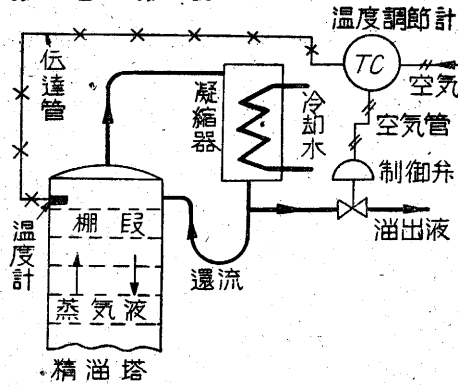 温度調節計
伝達管
TC
空気
凝縮器
冷却水
空気管
制御弁
温度計
棚段
還流
溜出液
蒸気液
精溜塔